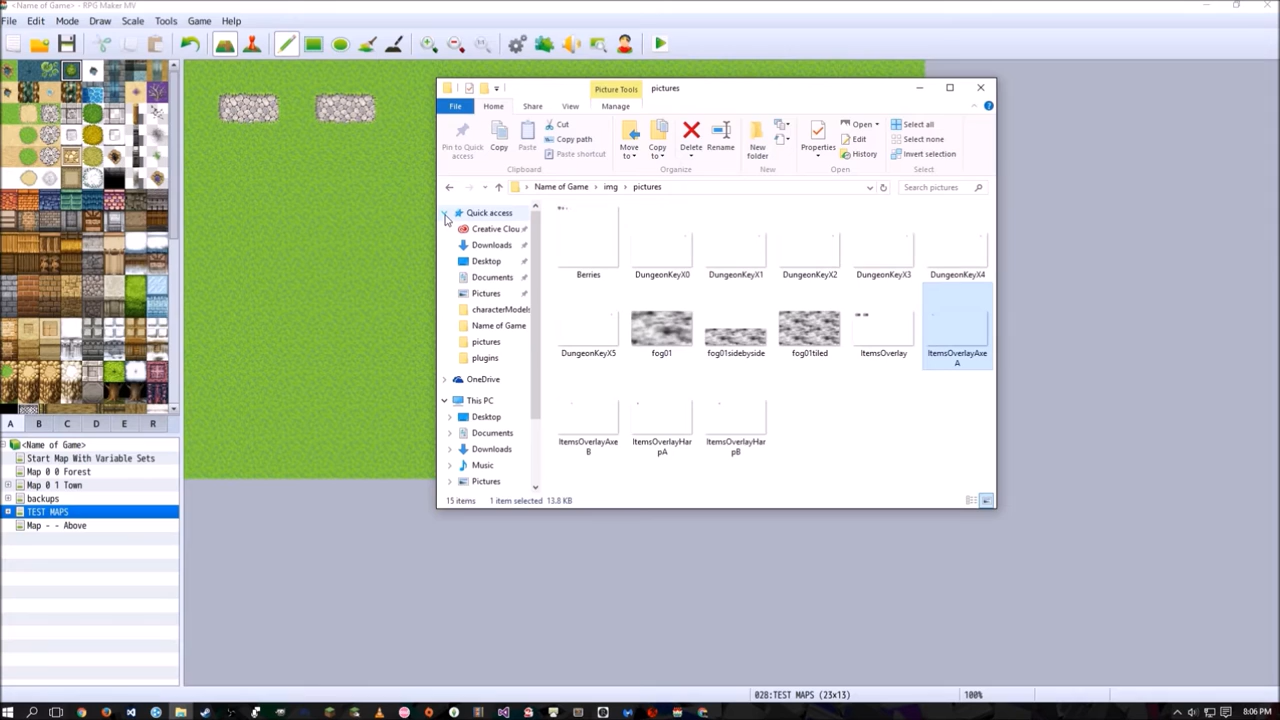 <Name of Game> - RPG Maker MV
File Edit Mode Draw Scale Tools Game Help
Picture Tools pictures
File Home Share View Manage
Pin to Quick access
Copy
Paste
Cut
Copy path
Paste shortcut
Clipboard
Move to
Copy to
Delete
Rename
Organize
New folder
New
Properties
Open
Edit
History
Open
Select all
Select none
Invert selection
Select
Name of Game img pictures
Search pictures
Quick access
Creative Clou
Downloads
Desktop
Documents
Pictures
characterModels
Name of Game
pictures
plugins
OneDrive
This PC
Desktop
Documents
Downloads
Music
Pictures
Berries DungeonKeyX0 DungeonKeyX1 DungeonKeyX2 DungeonKeyX3 DungeonKeyX4
DungeonKeyX5 fog01 fog01sidebyside fog01tiled ItemsOverlay ItemsOverlayAxeA
ItemsOverlayAxeB ItemsOverlayHarpA ItemsOverlayHarpB
15 items 1 item selected 13.8 KB
A B C D E R
<Name of Game>
Start Map With Variable Sets
Map 0 0 Forest
Map 0 1 Town
backups
TEST MAPS
Map - - Above
028:TEST MAPS (23x13) 100%
8:06 PM